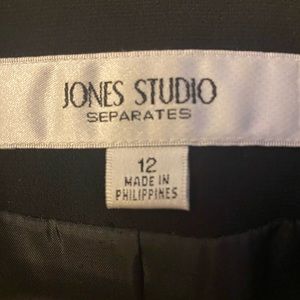 JONES STUDIO
SEPARATES
12
MADE IN
PHILIPPINES